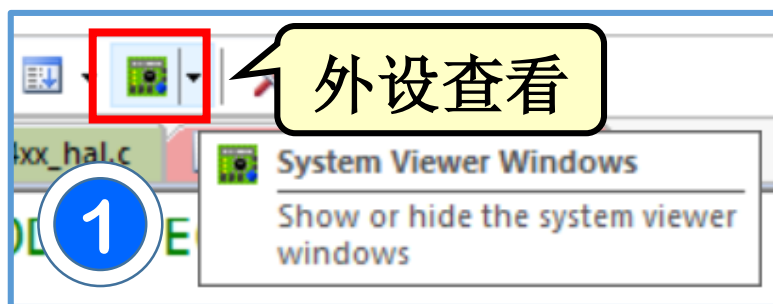 外设查看
4xx_hal.c
System Viewer Windows
Show or hide the system viewer
windows
1